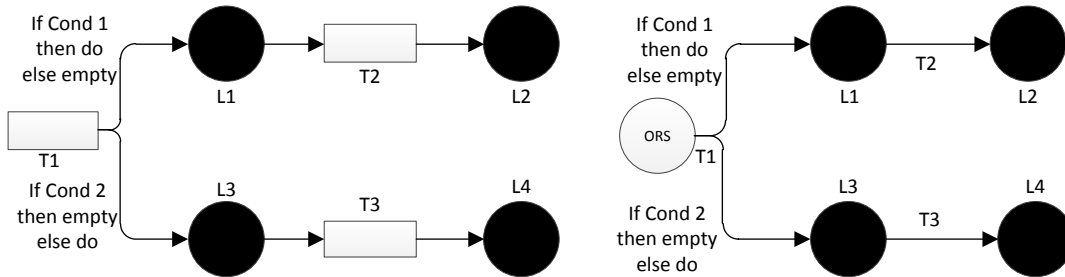 If Cond 1
then do
else empty
L1
T2
L2
T1
If Cond 2
then empty
else do
L3
T3
L4
If Cond 1
then do
else empty
L1
T2
L2
ORS
T1
If Cond 2
then empty
else do
L3
T3
L4